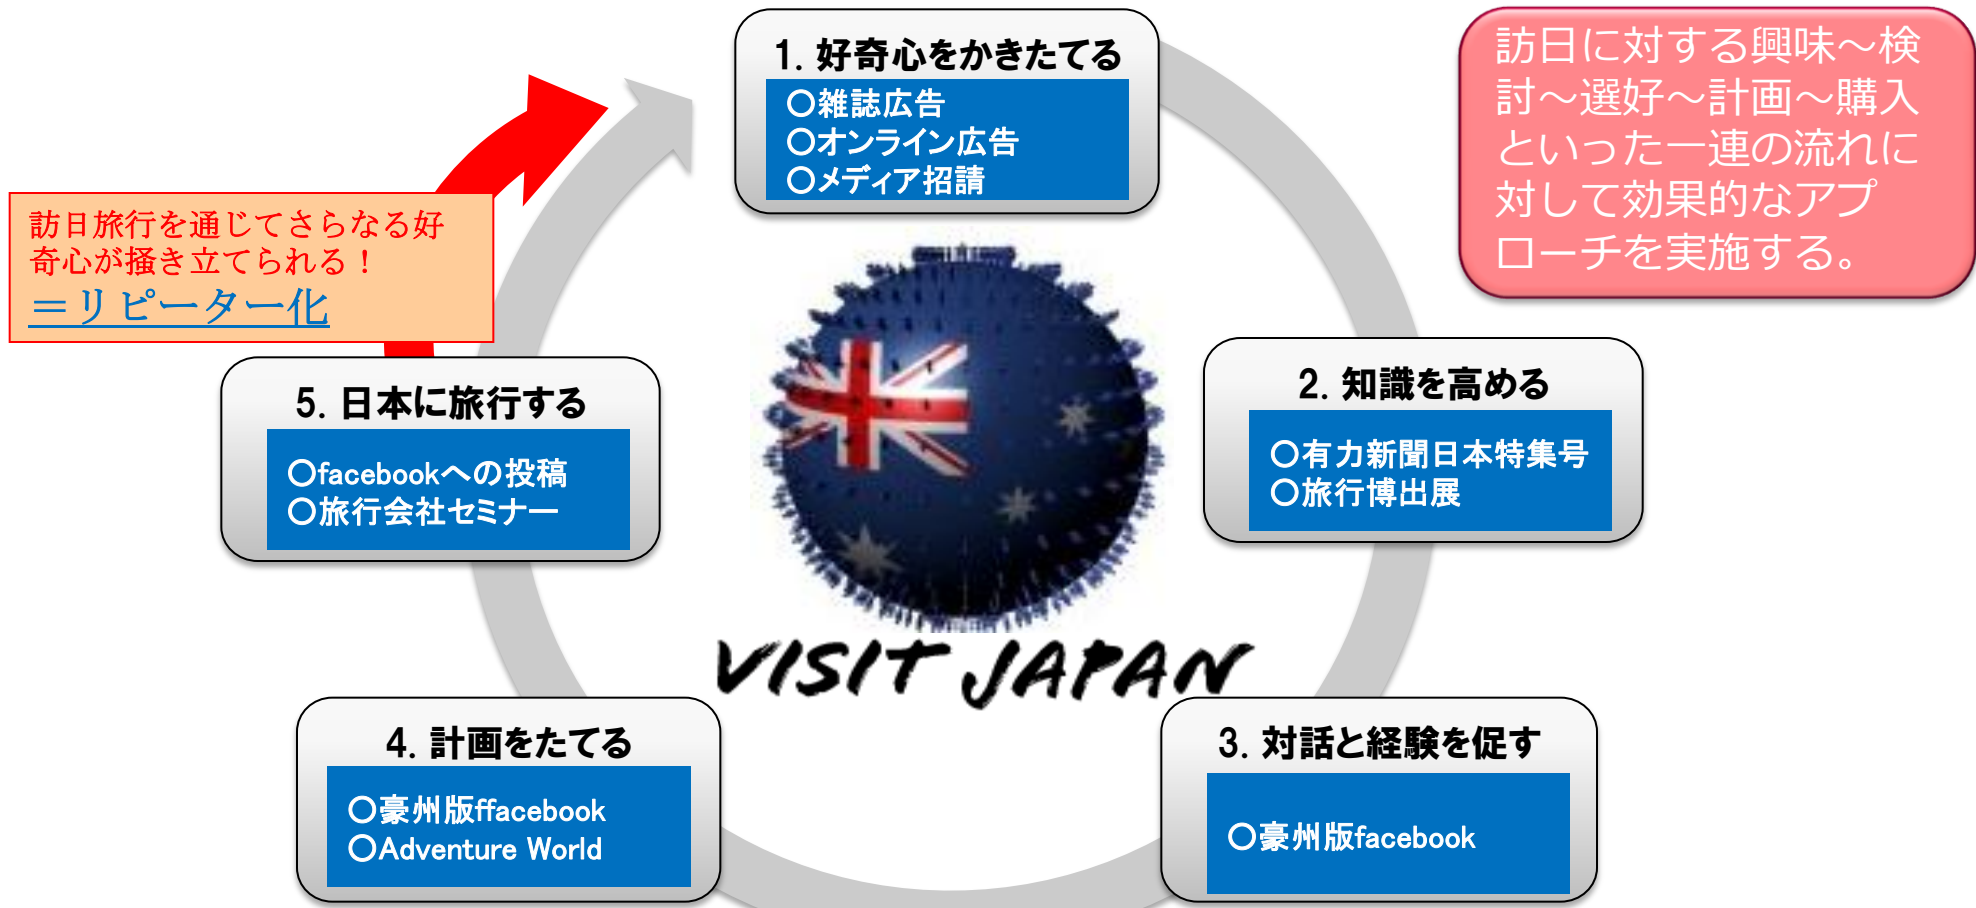 1. 好奇心をかきたてる
〇雑誌広告
〇オンライン広告
〇メディア招請
訪日に対する興味～検
討～選好～計画～購入
といった一連の流れに
対して効果的なアプ
ローチを実施する。
訪日旅行を通じてさらなる好
奇心が掻き立てられる！
＝リピーター化
2. 知識を高める
〇有力新聞日本特集号
〇旅行博出展
5. 日本に旅行する
〇facebookへの投稿
〇旅行会社セミナー
VISIT JAPAN
3. 対話と経験を促す
〇豪州版facebook
4. 計画をたてる
〇豪州版ffacebook
〇Adventure World